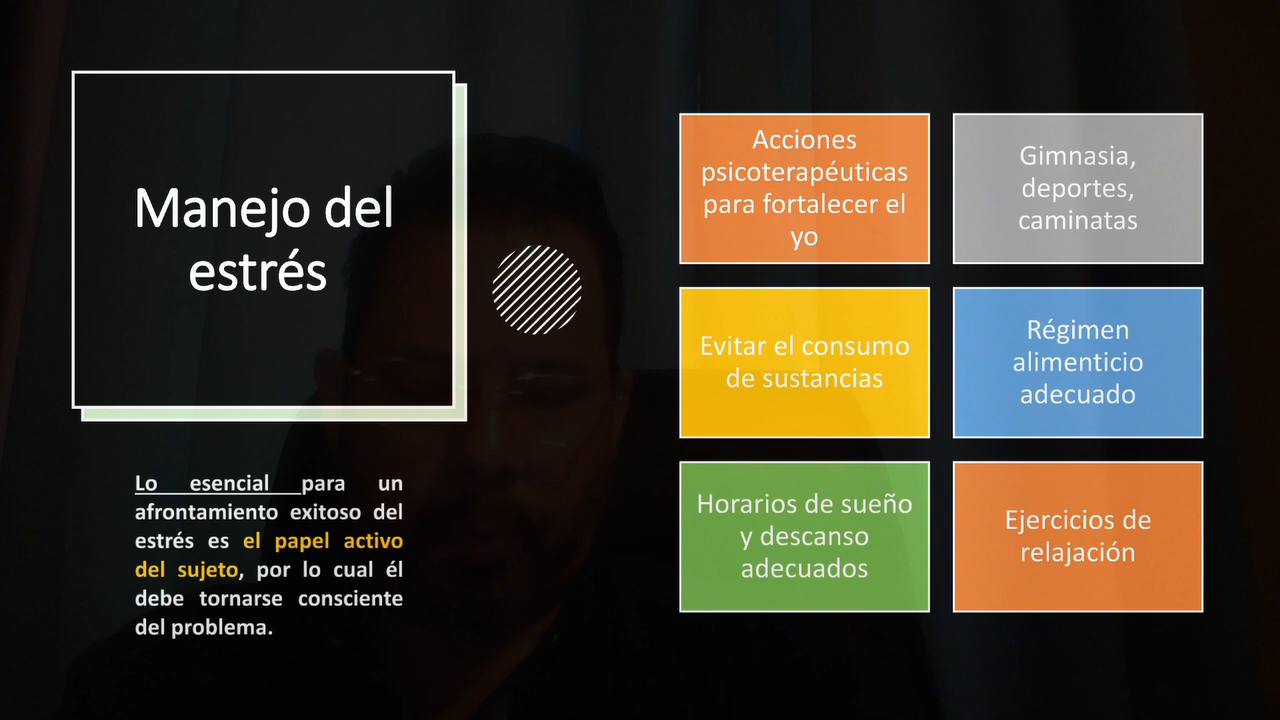 Manejo del
estrés
Lo esencial para un
afrontamiento exitoso del
estrés es el papel activo
del sujeto, por lo cual él
debe tornarse consciente
del problema.
Acciones
psicoterapéuticas
para fortalecer el
yo
Gimnasia,
deportes,
caminatas
Evitar el consumo
de sustancias
Régimen
alimenticio
adecuado
Horarios de sueño
y descanso
adecuados
Ejercicios de
relajación